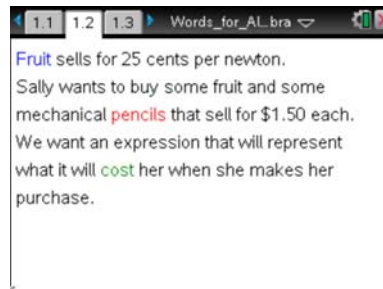 1.1 1.2 1.3 Words_for_Al...bra
Fruit sells for 25 cents per newton.
Sally wants to buy some fruit and some
mechanical pencils that sell for $1.50 each.
We want an expression that will represent
what it will cost her when she makes her
purchase.